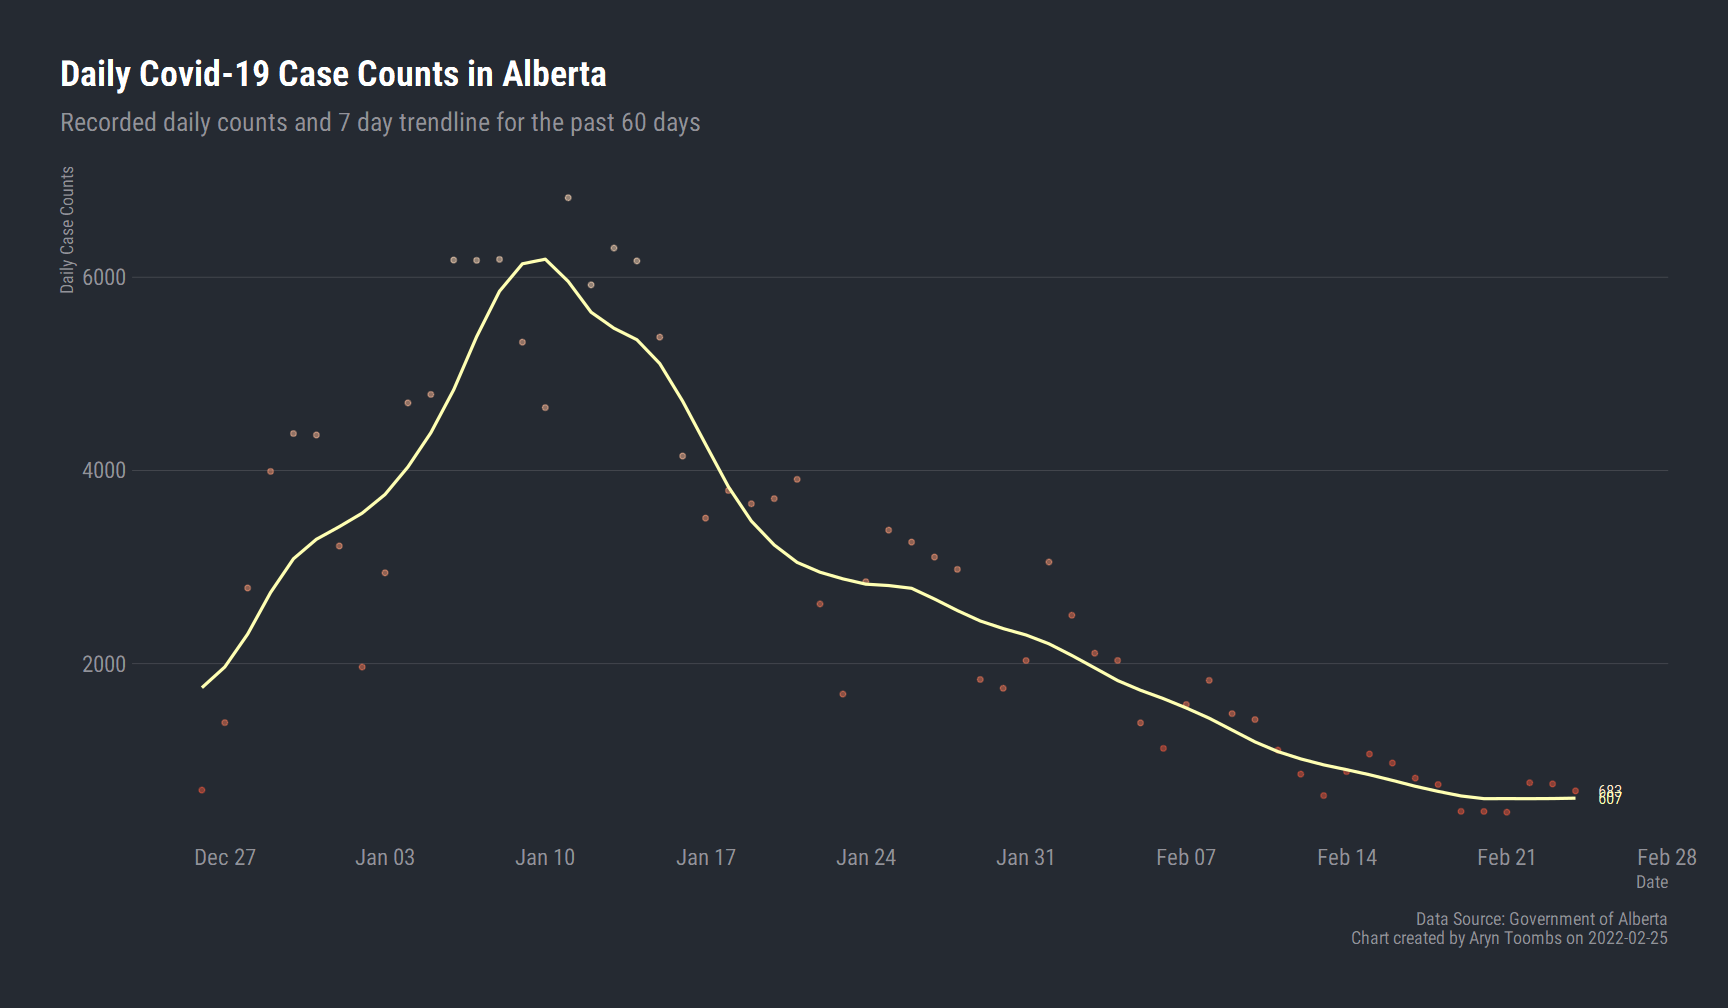 Daily Covid-19 Case Counts in Alberta
Recorded daily counts and 7 day trendline for the past 60 days
Daily Case Counts
6000
4000
2000
683
607
Dec 27 Jan 03 Jan 10 Jan 17 Jan 24 Jan 31 Feb 07 Feb 14 Feb 21 Feb 28
Date
Data Source: Government of Alberta
Chart created by Aryn Toombs on 2022-02-25